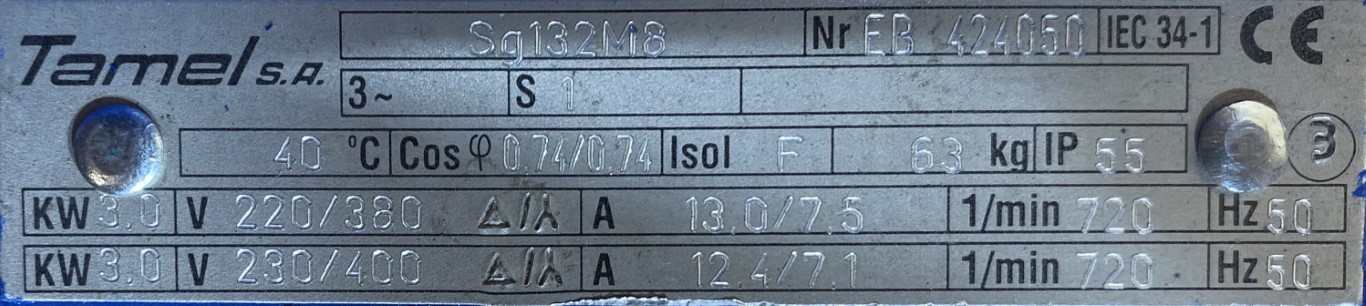 Tamel S.A. Sg132M8 Nr EB 424050 IEC 34-1 CE
3~ S 1
40 °C Cos φ 0,74/0,74 Isol F 63 kg IP 55 3
KW 3.0 V 220/380 Δ/⅄ A 13.0/7.5 1/min 720 Hz 50
KW 3.0 V 230/400 Δ/⅄ A 12.4/7.1 1/min 720 Hz 50